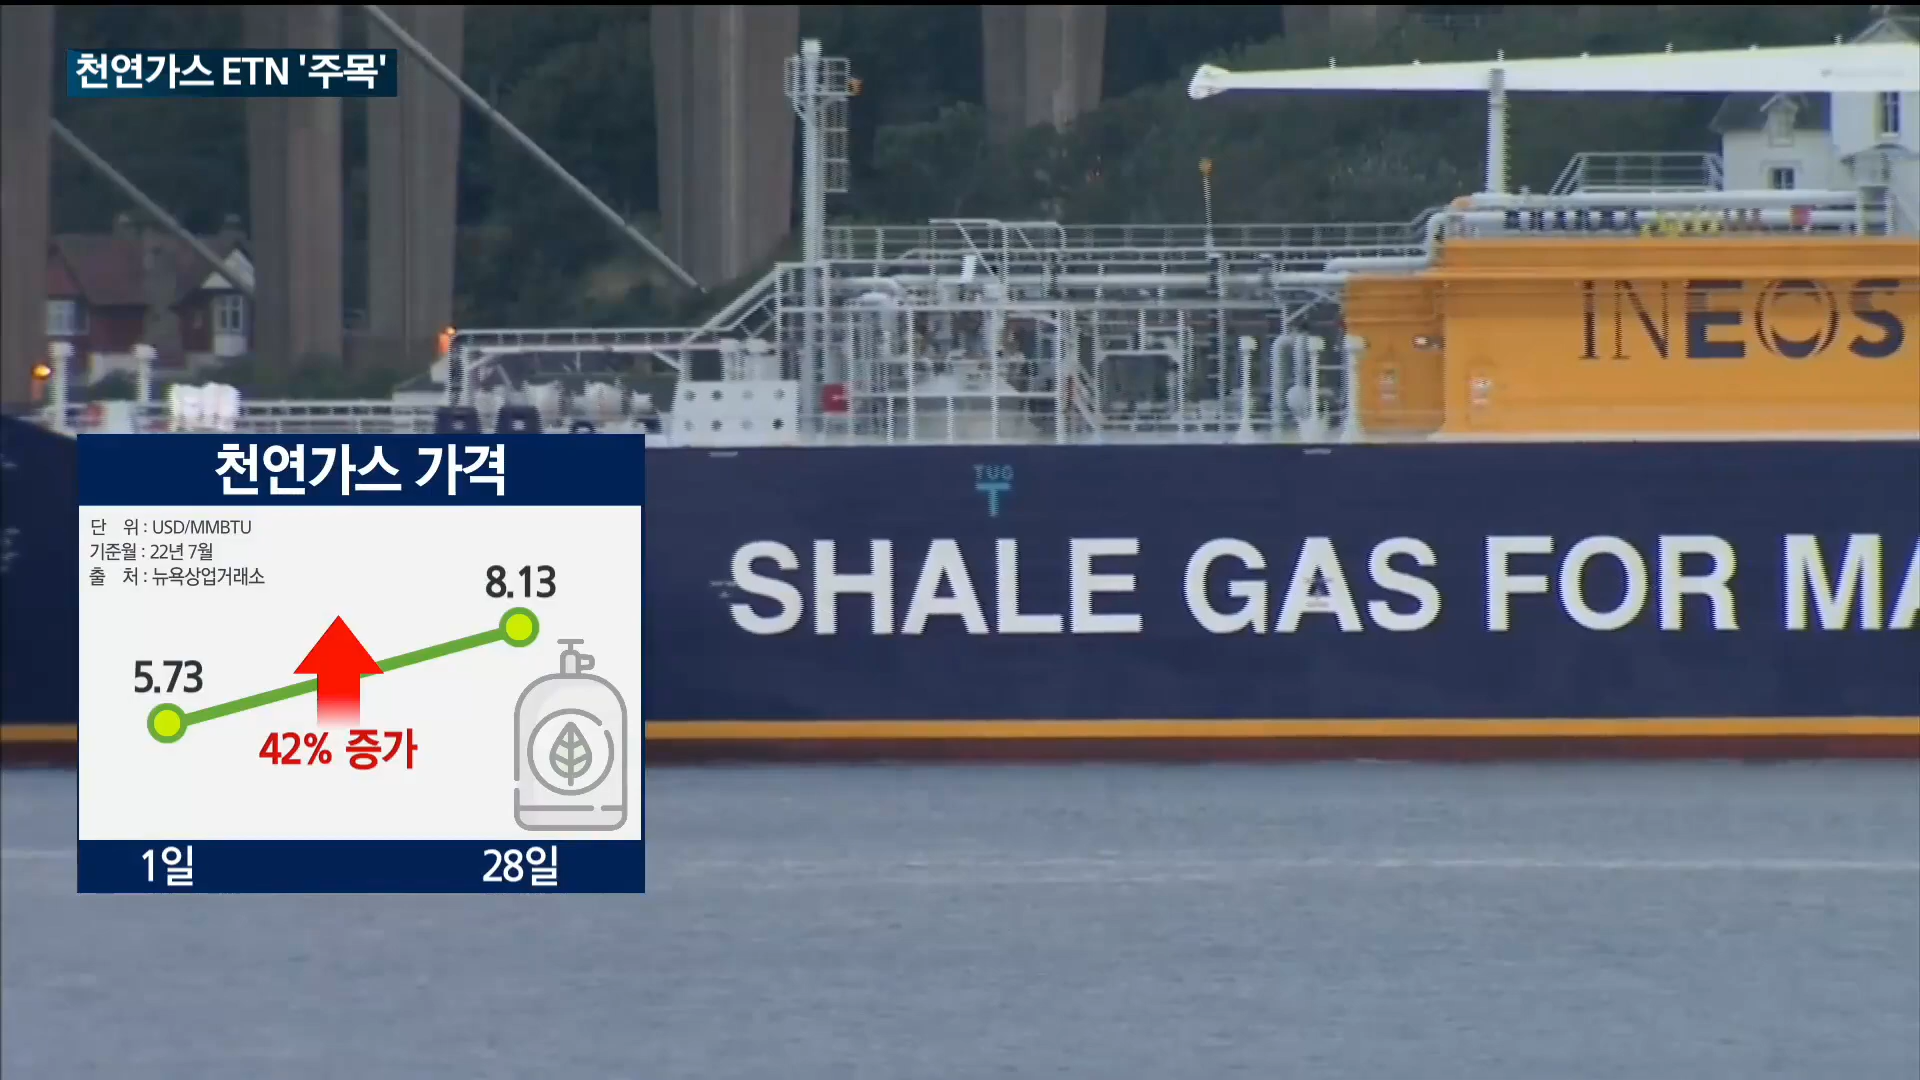 천연가스 ETN '주목'
INEOS
TUG
T
SHALE GAS FOR MA
천연가스 가격
단 위 : USD/MMBTU
기준월 : 22년 7월
출 처 : 뉴욕상업거래소
8.13
5.73
42% 증가
1일
28일